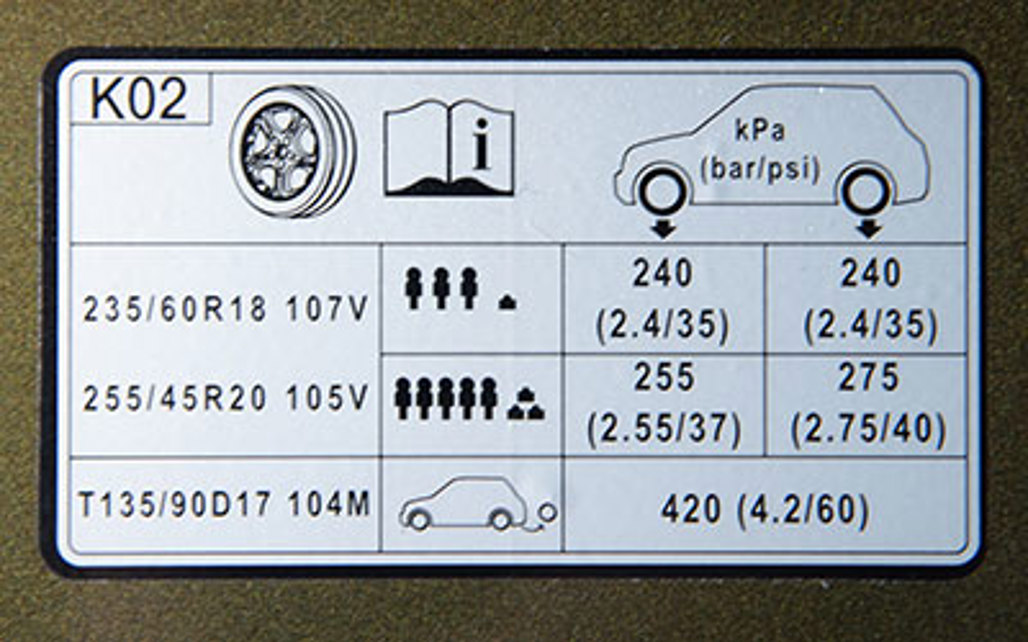 K02
i
kPa
(bar/psi)
235/60R18 107V
240
(2.4/35)
240
(2.4/35)
255/45R20 105V
255
(2.55/37)
275
(2.75/40)
T135/90D17 104M
420 (4.2/60)